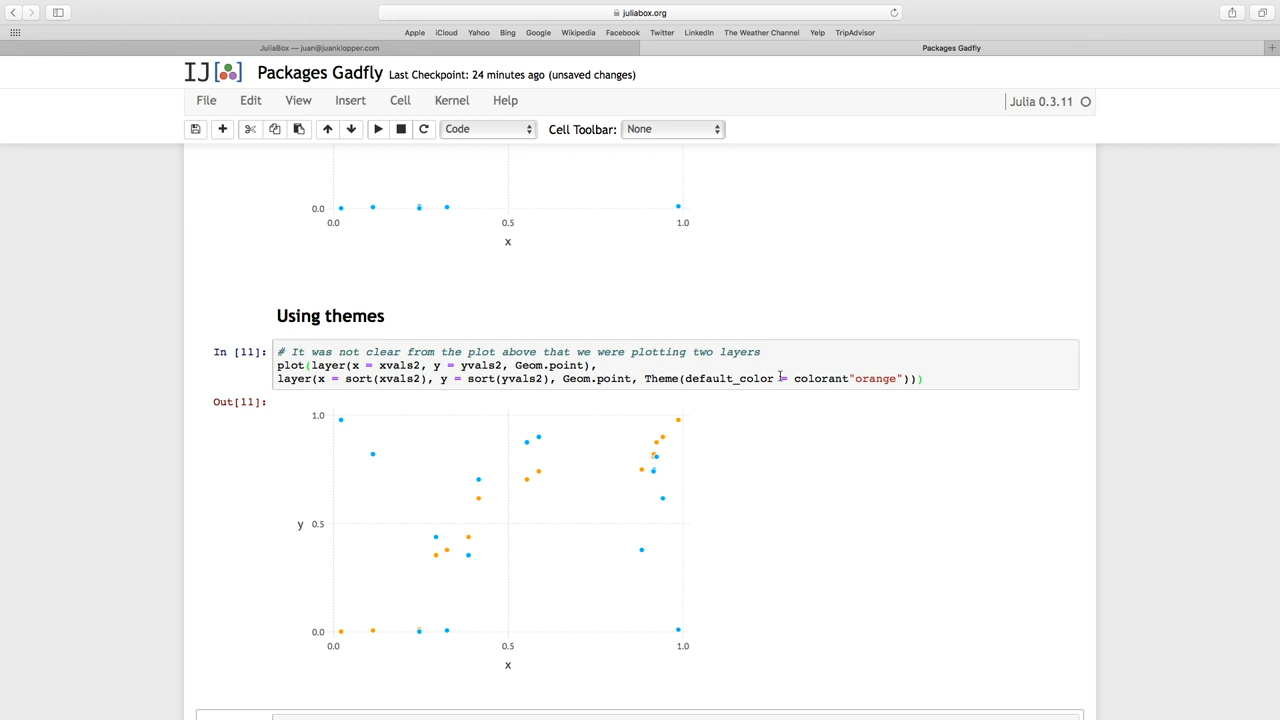 juliabox.org
Apple iCloud Yahoo Bing Google Wikipedia Facebook Twitter LinkedIn The Weather Channel Yelp TripAdvisor
JuliaBox — juan@juanklopper.com Packages Gadfly
IJ[ ] Packages Gadfly Last Checkpoint: 24 minutes ago (unsaved changes)
File Edit View Insert Cell Kernel Help Julia 0.3.11
Code Cell Toolbar: None
0.0
0.0 0.5 1.0
x
Using themes
In [11]: # It was not clear from the plot above that we were plotting two layers
plot(layer(x = xvals2, y = yvals2, Geom.point),
layer(x = sort(xvals2), y = sort(yvals2), Geom.point, Theme(default_color = colorant"orange")))
Out[11]:
1.0
y 0.5
0.0
0.0 0.5 1.0
x